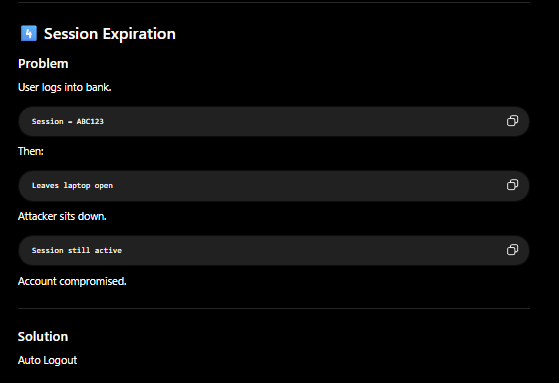 4 Session Expiration
Problem
User logs into bank.
Session = ABC123
Then:
Leaves laptop open
Attacker sits down.
Session still active
Account compromised.
Solution
Auto Logout